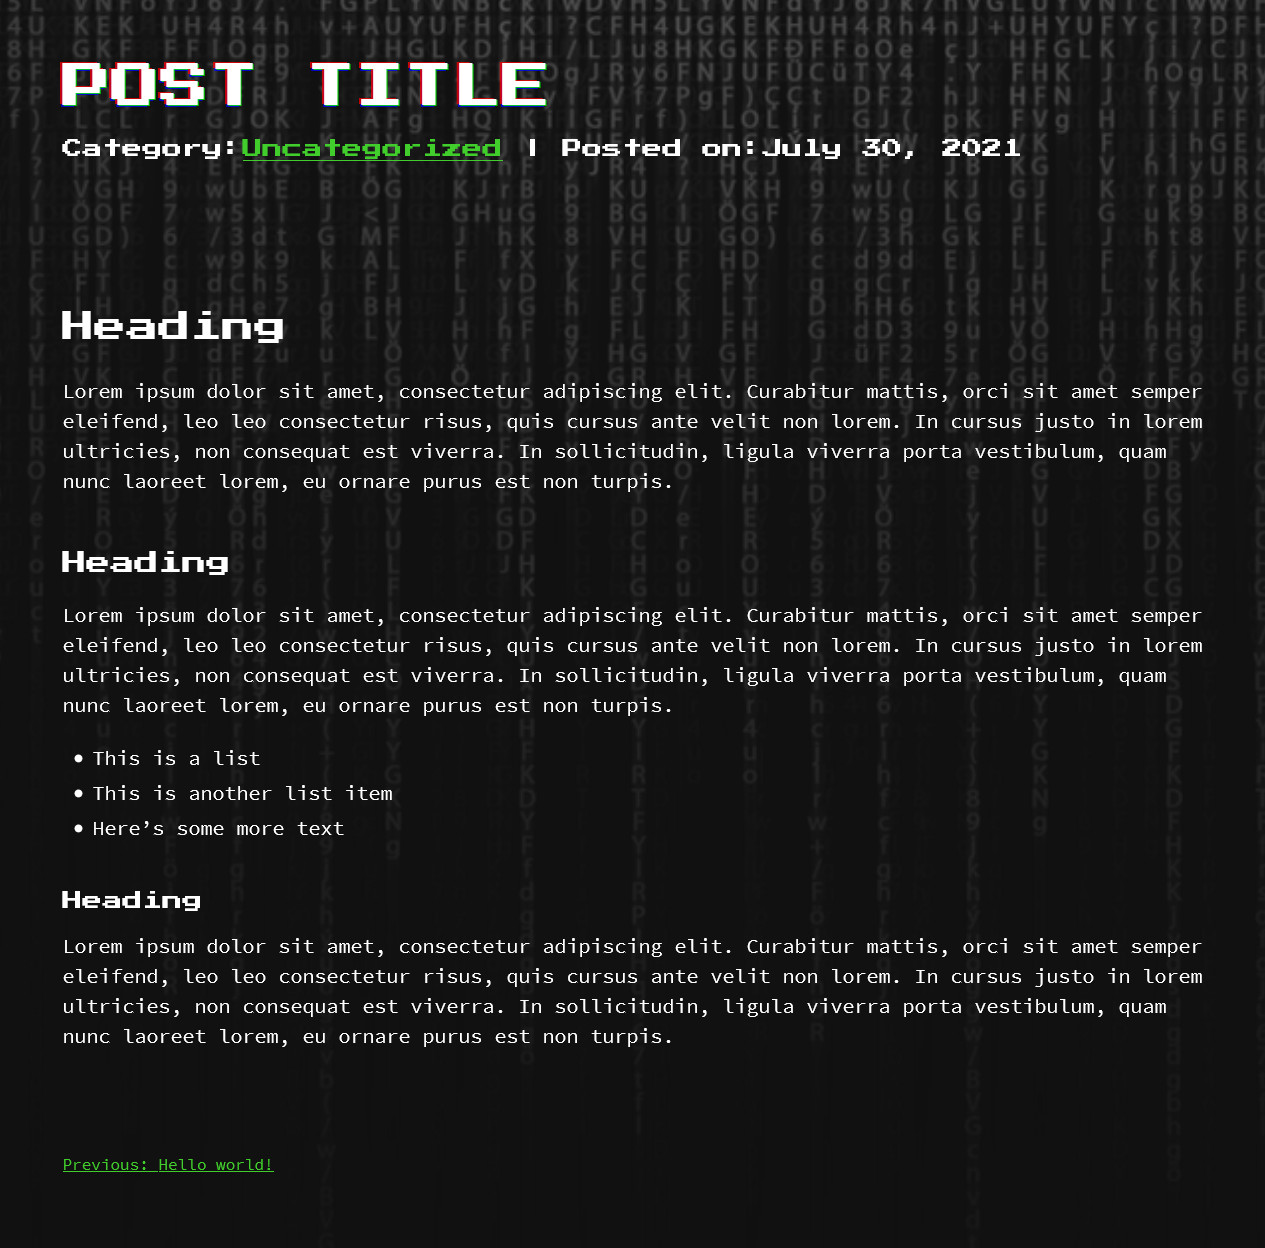 POST TITLE
Category:Uncategorized | Posted on:July 30, 2021
Heading
Lorem ipsum dolor sit amet, consectetur adipiscing elit. Curabitur mattis, orci sit amet semper
eleifend, leo leo consectetur risus, quis cursus ante velit non lorem. In cursus justo in lorem
ultricies, non consequat est viverra. In sollicitudin, ligula viverra porta vestibulum, quam
nunc laoreet lorem, eu ornare purus est non turpis.
Heading
Lorem ipsum dolor sit amet, consectetur adipiscing elit. Curabitur mattis, orci sit amet semper
eleifend, leo leo consectetur risus, quis cursus ante velit non lorem. In cursus justo in lorem
ultricies, non consequat est viverra. In sollicitudin, ligula viverra porta vestibulum, quam
nunc laoreet lorem, eu ornare purus est non turpis.
• This is a list
• This is another list item
• Here’s some more text
Heading
Lorem ipsum dolor sit amet, consectetur adipiscing elit. Curabitur mattis, orci sit amet semper
eleifend, leo leo consectetur risus, quis cursus ante velit non lorem. In cursus justo in lorem
ultricies, non consequat est viverra. In sollicitudin, ligula viverra porta vestibulum, quam
nunc laoreet lorem, eu ornare purus est non turpis.
Previous: Hello world!